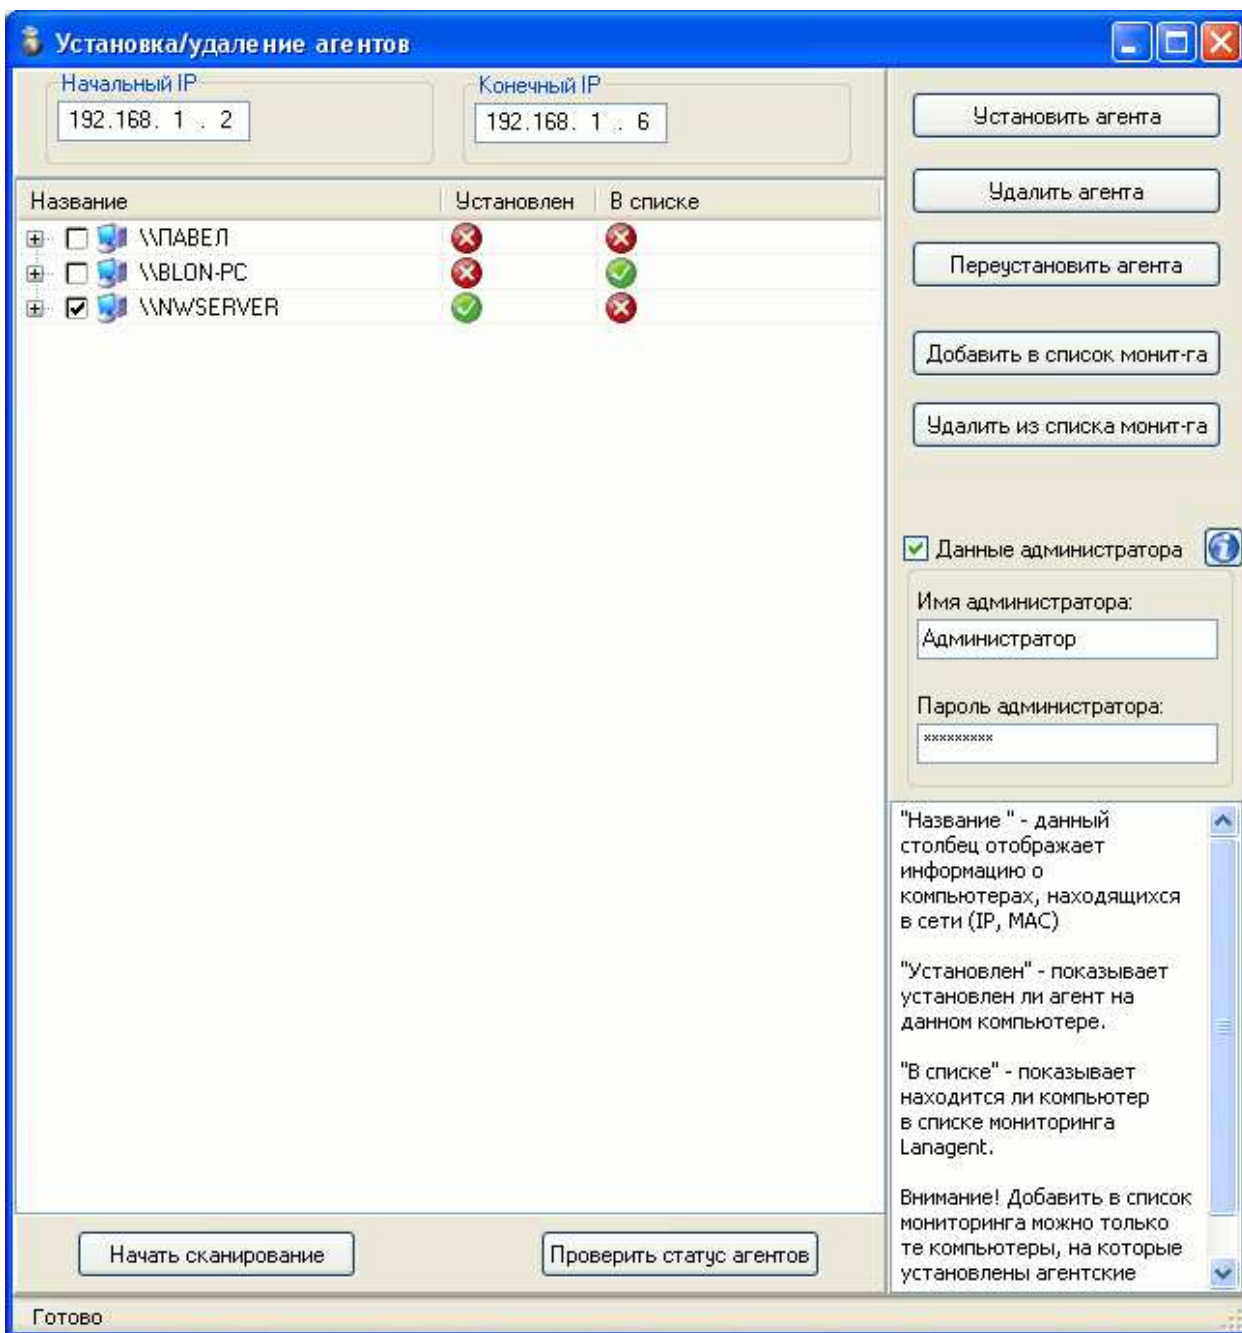 Установка/удаление агентов
Начальный IP
192.168. 1 . 2
Конечный IP
192.168. 1 . 6
Название Установлен В списке
\\ПАВЕЛ
\\BLON-PC
\\NWSERVER
Начать сканирование
Проверить статус агентов
Установить агента
Удалить агента
Переустановить агента
Добавить в список монит-га
Удалить из списка монит-га
Данные администратора
Имя администратора:
Администратор
Пароль администратора:
*********
"Название " - данный
столбец отображает
информацию о
компьютерах, находящихся
в сети (IP, MAC)
"Установлен" - показывает
установлен ли агент на
данном компьютере.
"В списке" - показывает
находится ли компьютер
в списке мониторинга
Lanagent.
Внимание! Добавить в список
мониторинга можно только
те компьютеры, на которые
установлены агентские
Готово